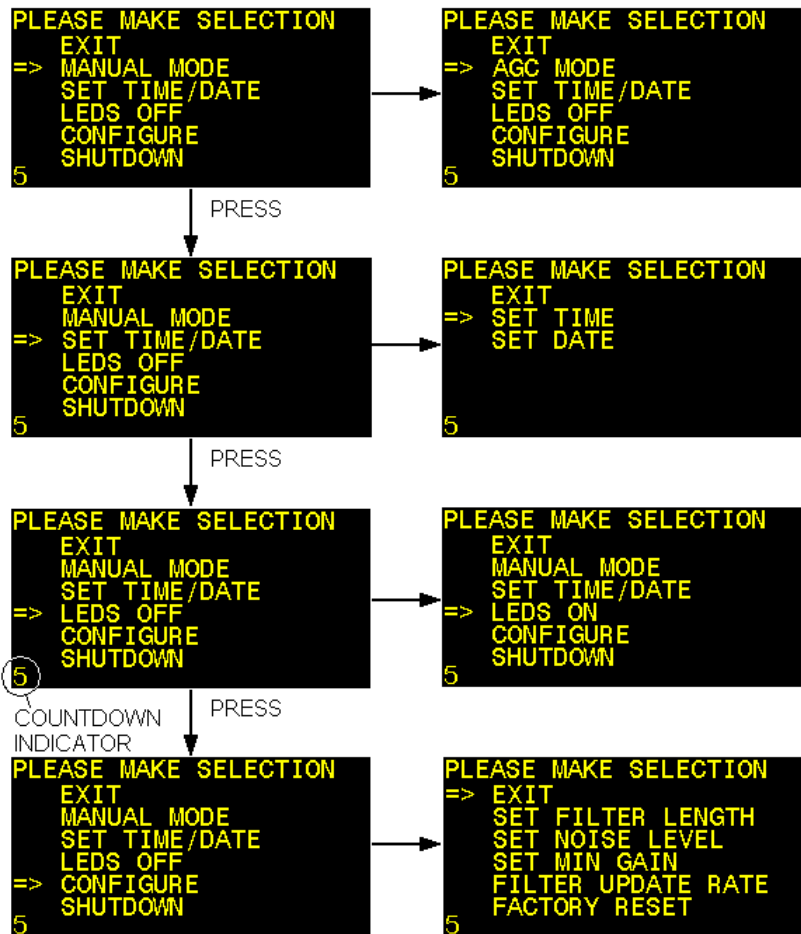 PLEASE MAKE SELECTION
EXIT
=> MANUAL MODE
SET TIME/DATE
LEDS OFF
CONFIGURE
SHUTDOWN
5
PLEASE MAKE SELECTION
EXIT
=> AGC MODE
SET TIME/DATE
LEDS OFF
CONFIGURE
SHUTDOWN
5
PRESS
PLEASE MAKE SELECTION
EXIT
MANUAL MODE
=> SET TIME/DATE
LEDS OFF
CONFIGURE
SHUTDOWN
5
PLEASE MAKE SELECTION
EXIT
=> SET TIME
SET DATE
5
PRESS
PLEASE MAKE SELECTION
EXIT
MANUAL MODE
SET TIME/DATE
=> LEDS OFF
CONFIGURE
SHUTDOWN
5
PLEASE MAKE SELECTION
EXIT
MANUAL MODE
SET TIME/DATE
=> LEDS ON
CONFIGURE
SHUTDOWN
5
COUNTDOWN
INDICATOR
PRESS
PLEASE MAKE SELECTION
EXIT
MANUAL MODE
SET TIME/DATE
LEDS OFF
=> CONFIGURE
SHUTDOWN
5
PLEASE MAKE SELECTION
=> EXIT
SET FILTER LENGTH
SET NOISE LEVEL
SET MIN GAIN
FILTER UPDATE RATE
FACTORY RESET
5